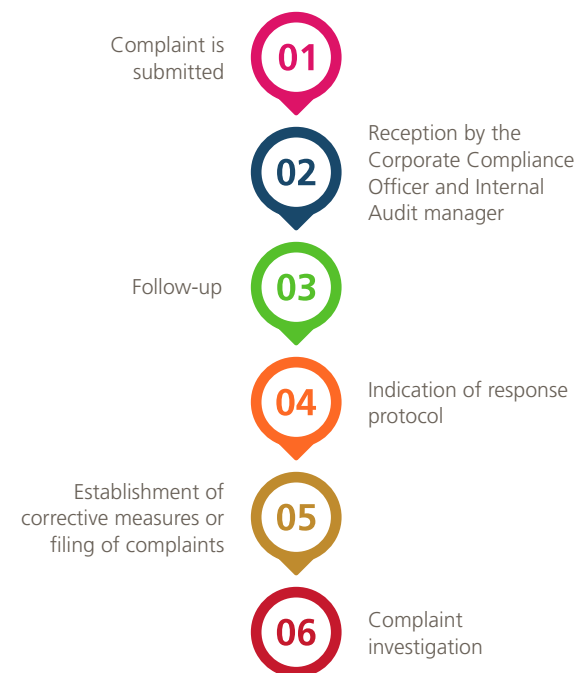 Complaint is
submitted
01
02
Reception by the
Corporate Compliance
Officer and Internal
Audit manager
Follow-up
03
04
Indication of response
protocol
Establishment of
corrective measures or
filing of complaints
05
06
Complaint
investigation